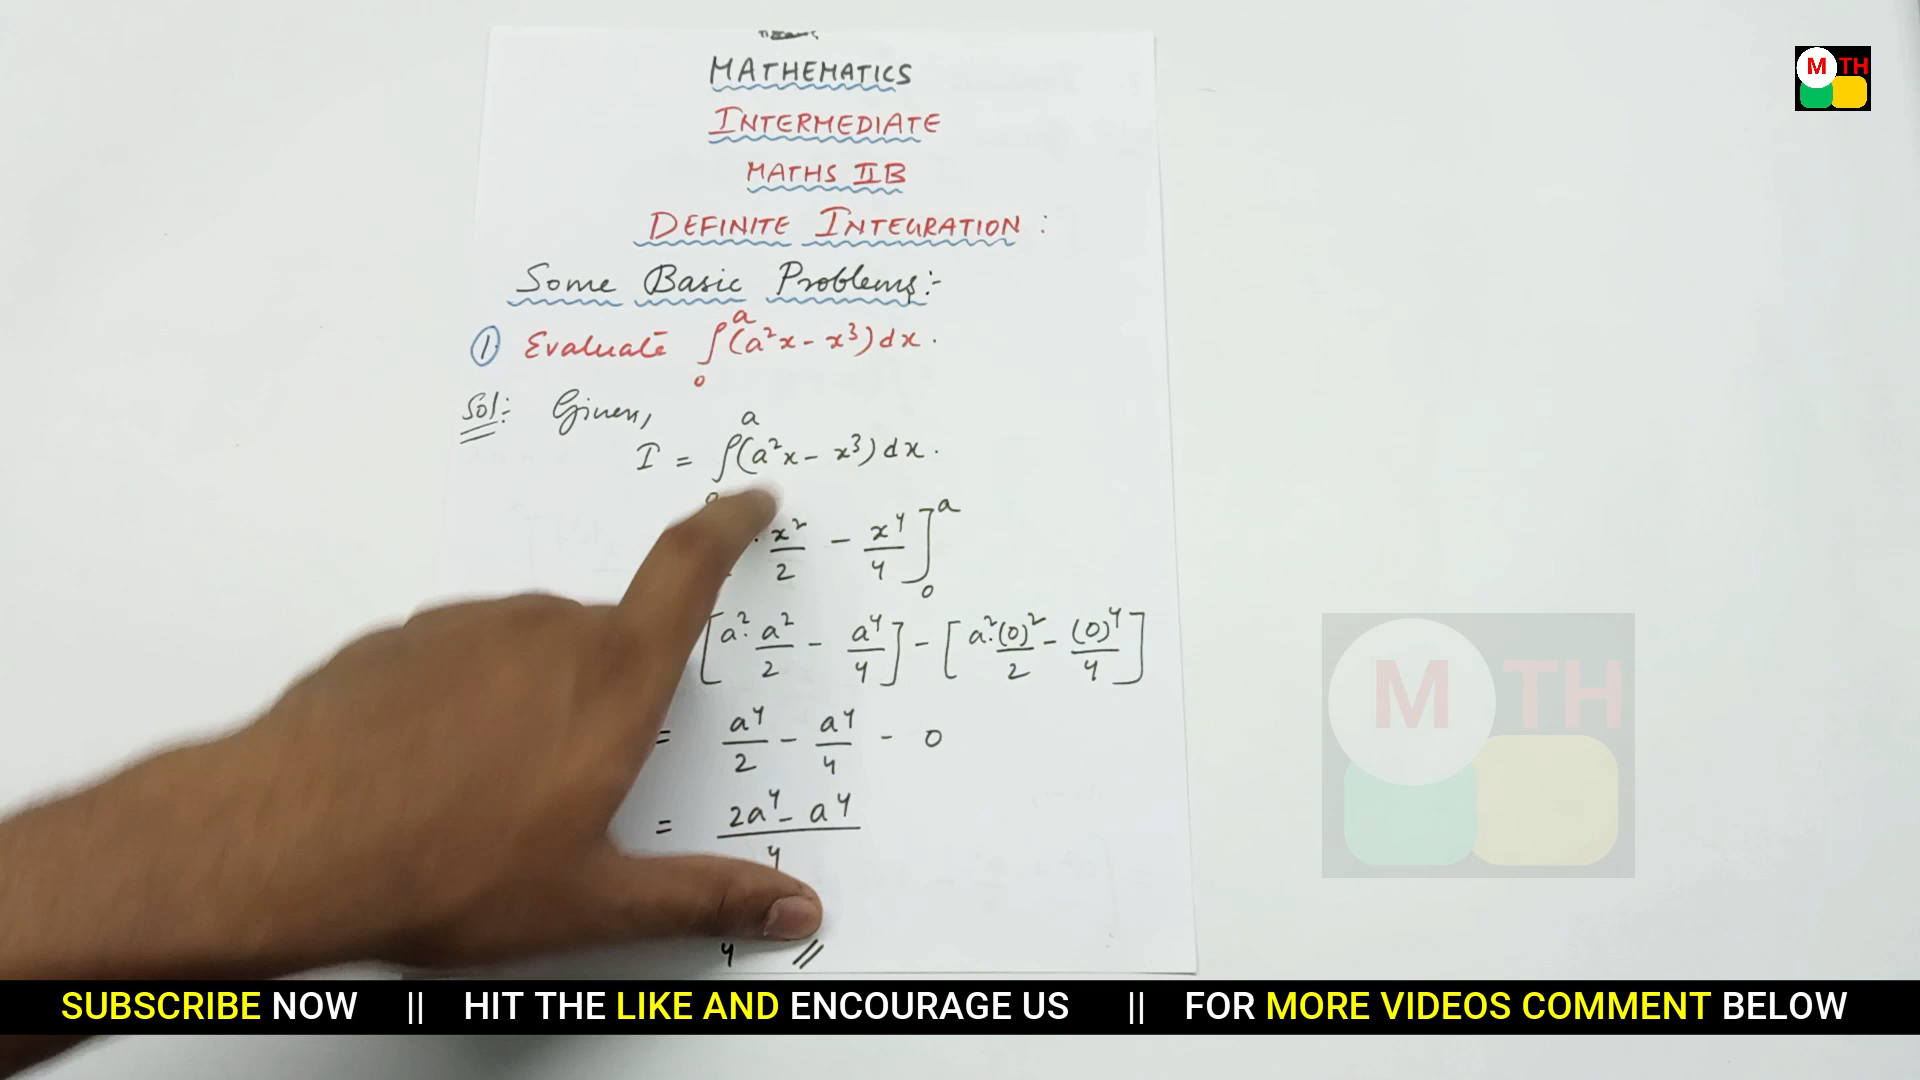 MATHEMATICS
INTERMEDIATE
MATHS IIB
DEFINITE INTEGRATION :
Some Basic Problems:-
① Evaluate ∫₀ᵃ (a²x - x³) dx.
Sol:- Given,
I = ∫₀ᵃ (a²x - x³) dx.
· x²/2 - x⁴/4 ]₀ᵃ
[a²· a²/2 - a⁴/4] - [a²·(0)²/2 - (0)⁴/4]
= a⁴/2 - a⁴/4 - 0
= 2a⁴ - a⁴ / 4
4 //
M TH
M TH
SUBSCRIBE NOW || HIT THE LIKE AND ENCOURAGE US || FOR MORE VIDEOS COMMENT BELOW